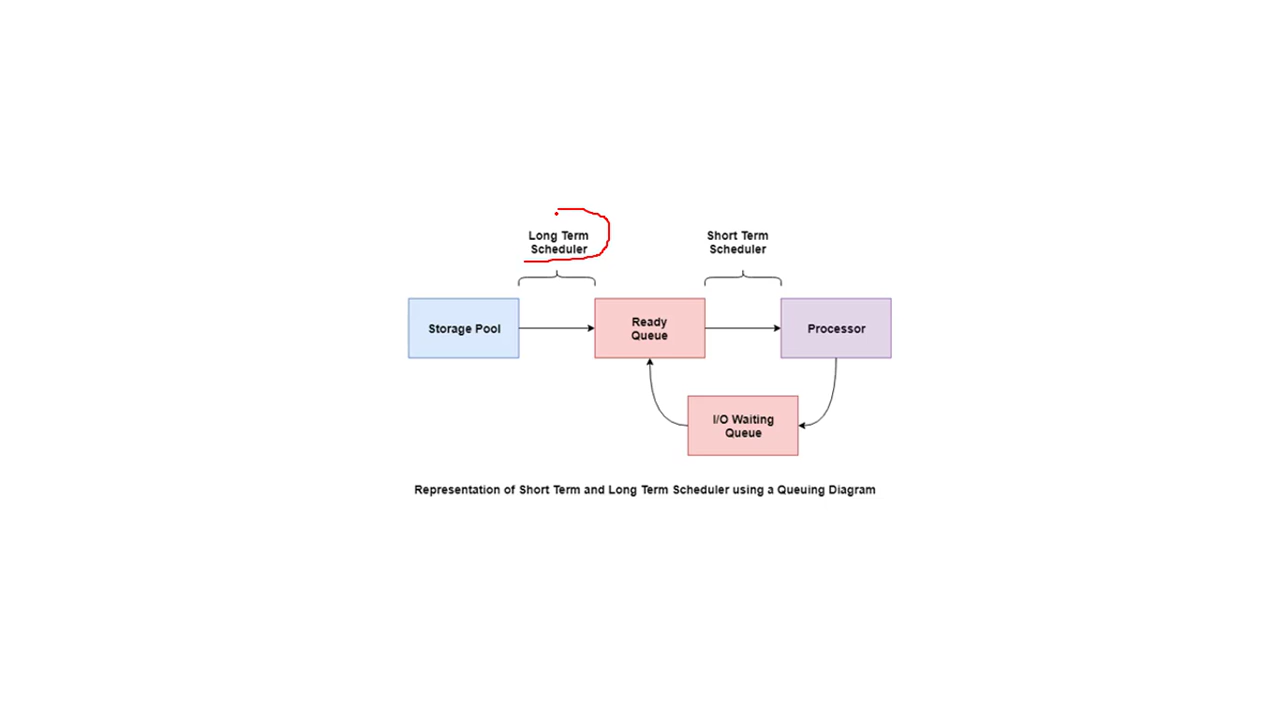 Long Term
Scheduler
Short Term
Scheduler
Storage Pool
Ready
Queue
Processor
I/O Waiting
Queue
Representation of Short Term and Long Term Scheduler using a Queuing Diagram